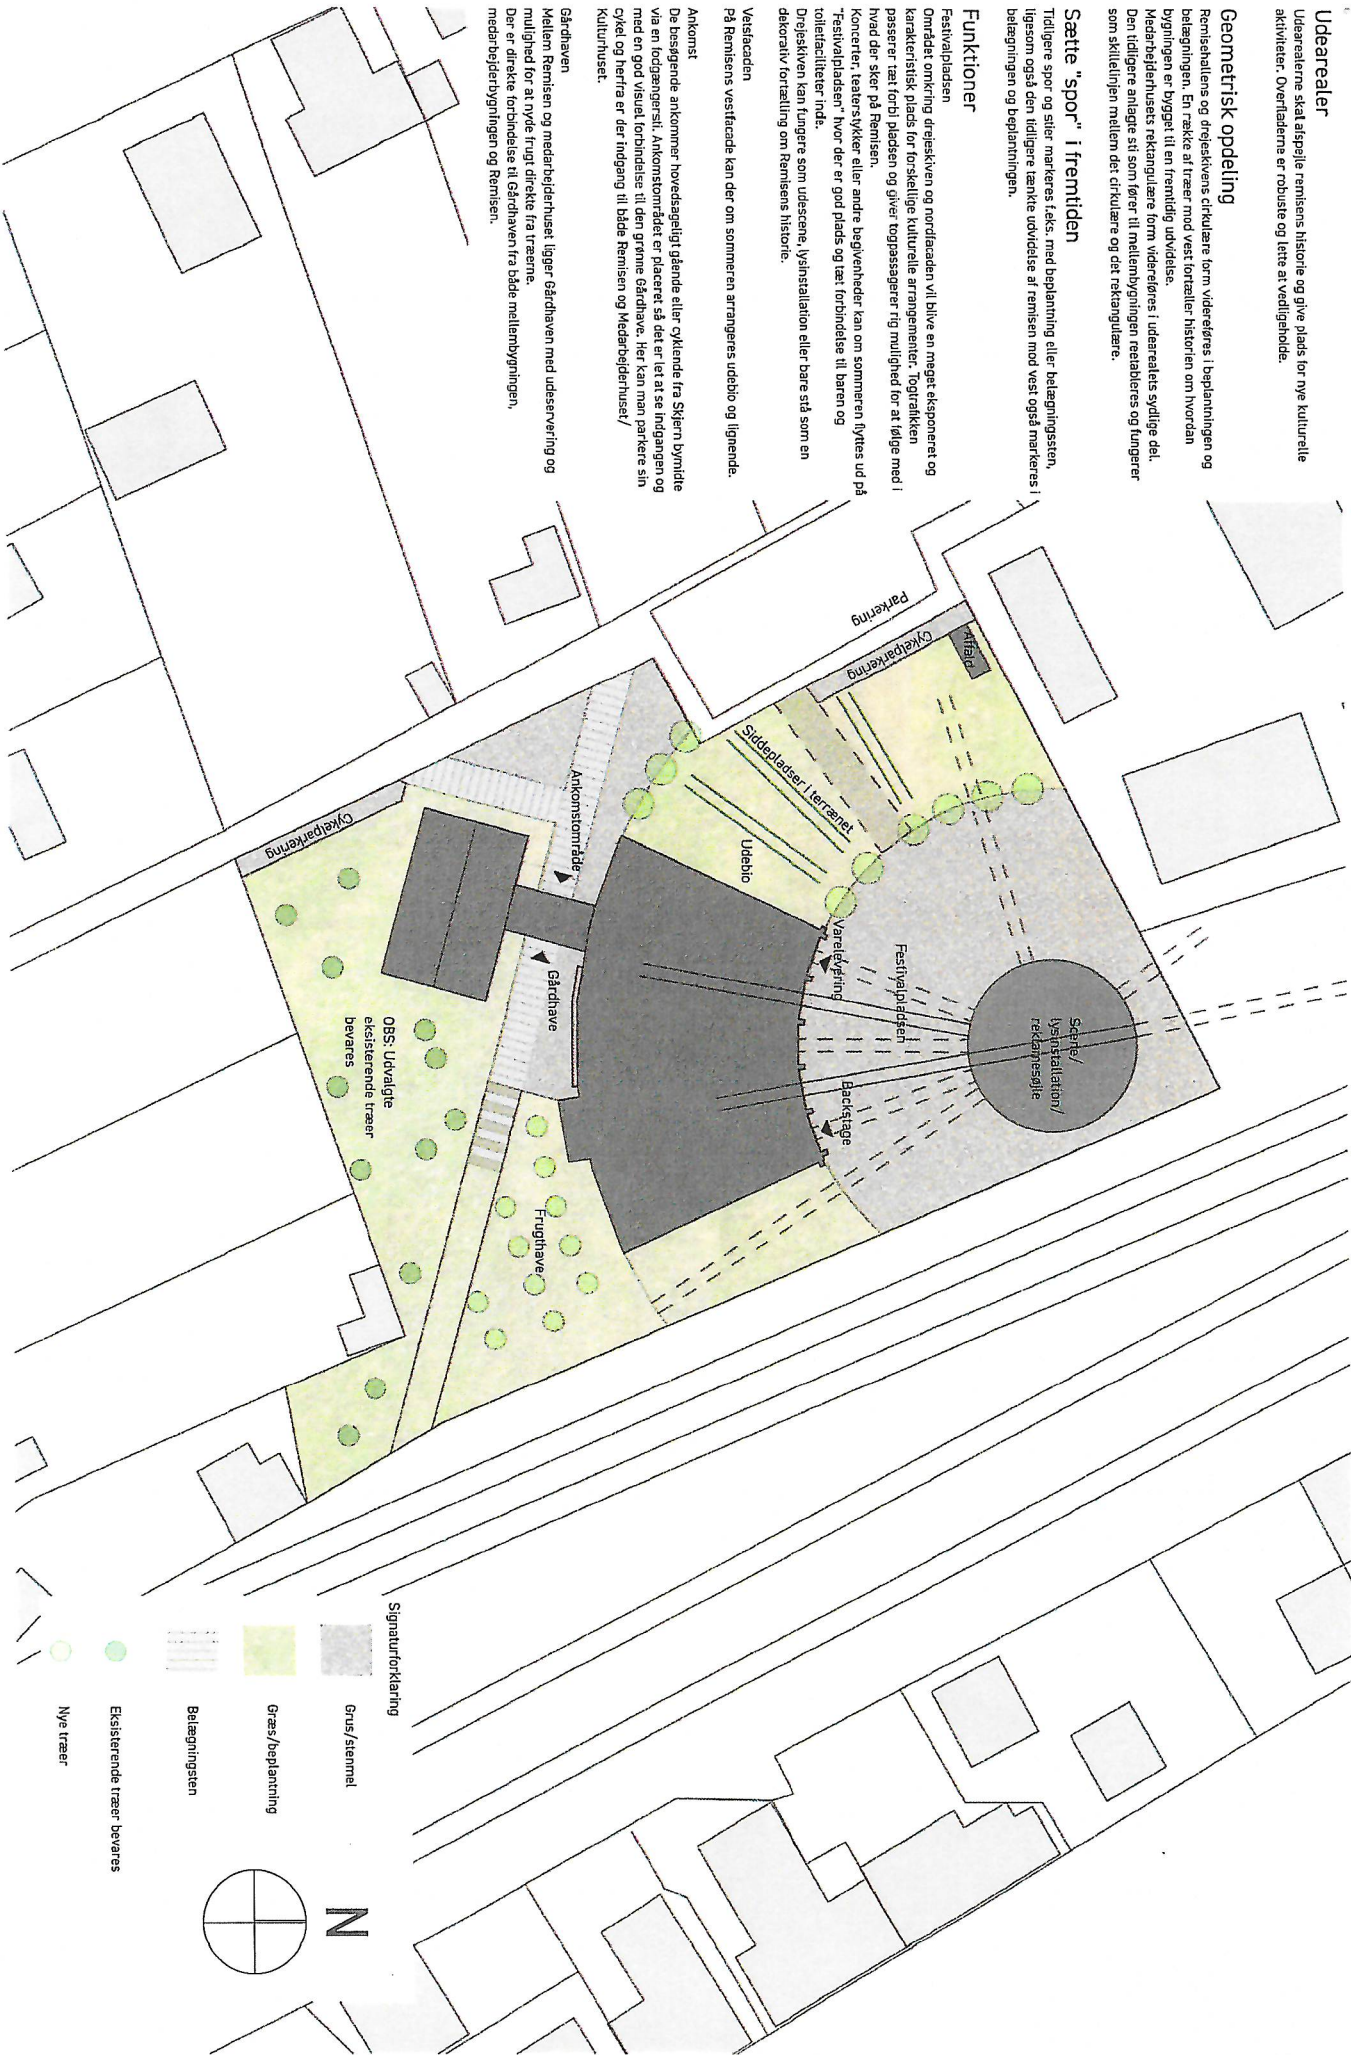 Udearealer
Udearealerne skal afspejle remisens historie og give plads for nye kulturelle
aktiviteter. Overfladerne er robuste og lette at vedligeholde.
Geometrisk opdeling
Remisehallens og drejeskivens cirkulære form videreføres i beplantningen og
belægningen. En række af træer mod vest fortæller historien om hvordan
bygningen er bygget til en fremtidig udvidelse.
Medarbejderhusets rektangulære form videreføres i udearealets sydlige del.
Den tidligere anlagte sti som fører til mellembygningen reetableres og fungerer
som skillelinjen mellem det cirkulære og det rektangulære.
Sætte "spor" i fremtiden
Tidligere spor og stier markeres f.eks. med beplantning eller belægningssten,
ligesom også den tidligere tænkte udvidelse af remisen mod vest også markeres i
belægningen og beplantningen.
Funktioner
Festivalpladsen
Området omkring drejeskiven og nordfacaden vil blive en meget eksponeret og
karakteristisk plads for forskellige kulturelle arrangementer. Togtrafikken
passerer tæt forbi pladsen og giver togpassagerer rig mulighed for at følge med i
hvad der sker på Remisen.
Koncerter, teaterstykker eller andre begivenheder kan om sommeren flyttes ud på
"Festivalpladsen" hvor der er god plads og tæt forbindelse til baren og
toiletfaciliteter inde.
Drejeskiven kan fungere som udescene, lysinstallation eller bare stå som en
dekorativ fortælling om Remisens historie.
Vetsfacaden
På Remisens vestfacade kan der om sommeren arrangeres udebio og lignende.
Ankomst
De besøgende ankommer hovedsageligt gående eller cyklende fra Skjern bymidte
via en fodgængersti. Ankomstområdet er placeret så det er let at se indgangen og
med en god visuel forbindelse til den grønne Gårdhave. Her kan man parkere sin
cykel og herfra er der indgang til både Remisen og Medarbejderhuset/
Kulturhuset.
Gårdhaven
Mellem Remisen og medarbejderhuset ligger Gårdhaven med udeservering og
mulighed for at nyde frugt direkte fra træerne.
Der er direkte forbindelse til Gårdhaven fra både mellembygningen,
medarbejderbygningen og Remisen.
Parkering
Cykelparkering
Affald
Siddepladser i terrænet
Udebio
Varelevering
Festivalpladsen
Scene/
lysinstallation/
reklamesøjle
Backstage
Ankomstområde
Cykelparkering
Gårdhave
OBS: Udvalgte
eksisterende træer
bevares
Frugthave
Signaturforklaring
Grus/stenmel
Græs/beplantning
Belægningsten
Eksisterende træer bevares
Nye træer
N